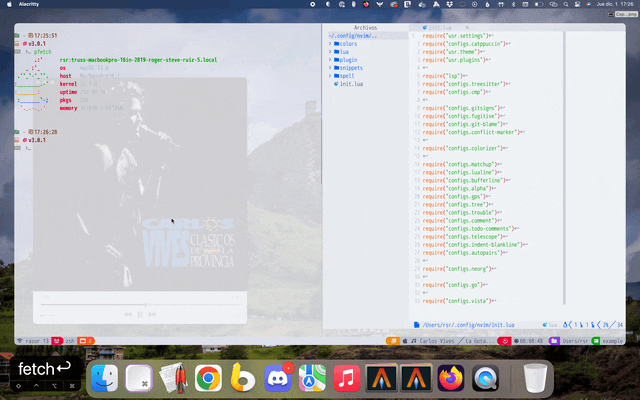 Alacritty
jue dic, 1 17:26
Archivos
17:25:51
v3.0.1
pfetch
rsr:truss-macbookpro-16in-2019-roger-steve-ruiz-5.local
os
host
kernel
uptime
pkgs
memory
17:26:28
v3.0.1
CARLOS
VIVES
CLASICOS
DE LA
PROVINCIA
~/.config/nvim/..
colors
lua
plugin
snippets
spell
init.lua
require("usr.settings")
require("configs.catppuccin")
require("usr.theme")
require("usr.plugins")
require("lsp")
require("configs.treesitter")
require("configs.cmp")
require("configs.gitsigns")
require("configs.fugitive")
require("configs.git-blame")
require("configs.conflict-marker")
require("configs.colorizer")
require("configs.matchup")
require("configs.lualine")
require("configs.bufferline")
require("configs.alpha")
require("configs.gps")
require("configs.tree")
require("configs.trouble")
require("configs.comment")
require("configs.todo-comments")
require("configs.telescope")
require("configs.indent-blankline")
require("configs.autopairs")
require("configs.neorg")
require("configs.go")
require("configs.vista")
/Users/rsr/.config/nvim/init.lua
lua
zsh
Carlos Vives
La Gota..
/Users/rsr
example
fetch↩